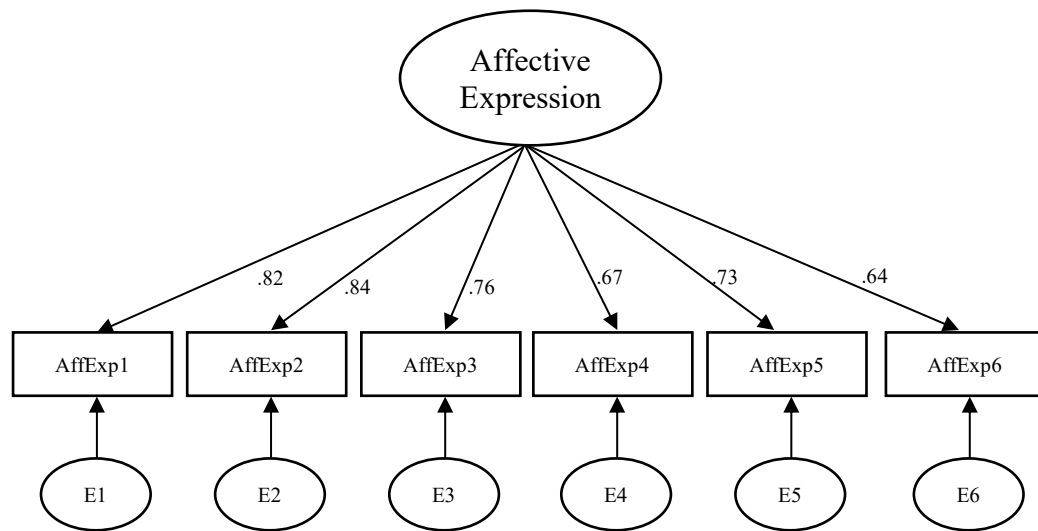 Affective
Expression
.82
.84
.76
.67
.73
.64
AffExp1
AffExp2
AffExp3
AffExp4
AffExp5
AffExp6
E1
E2
E3
E4
E5
E6